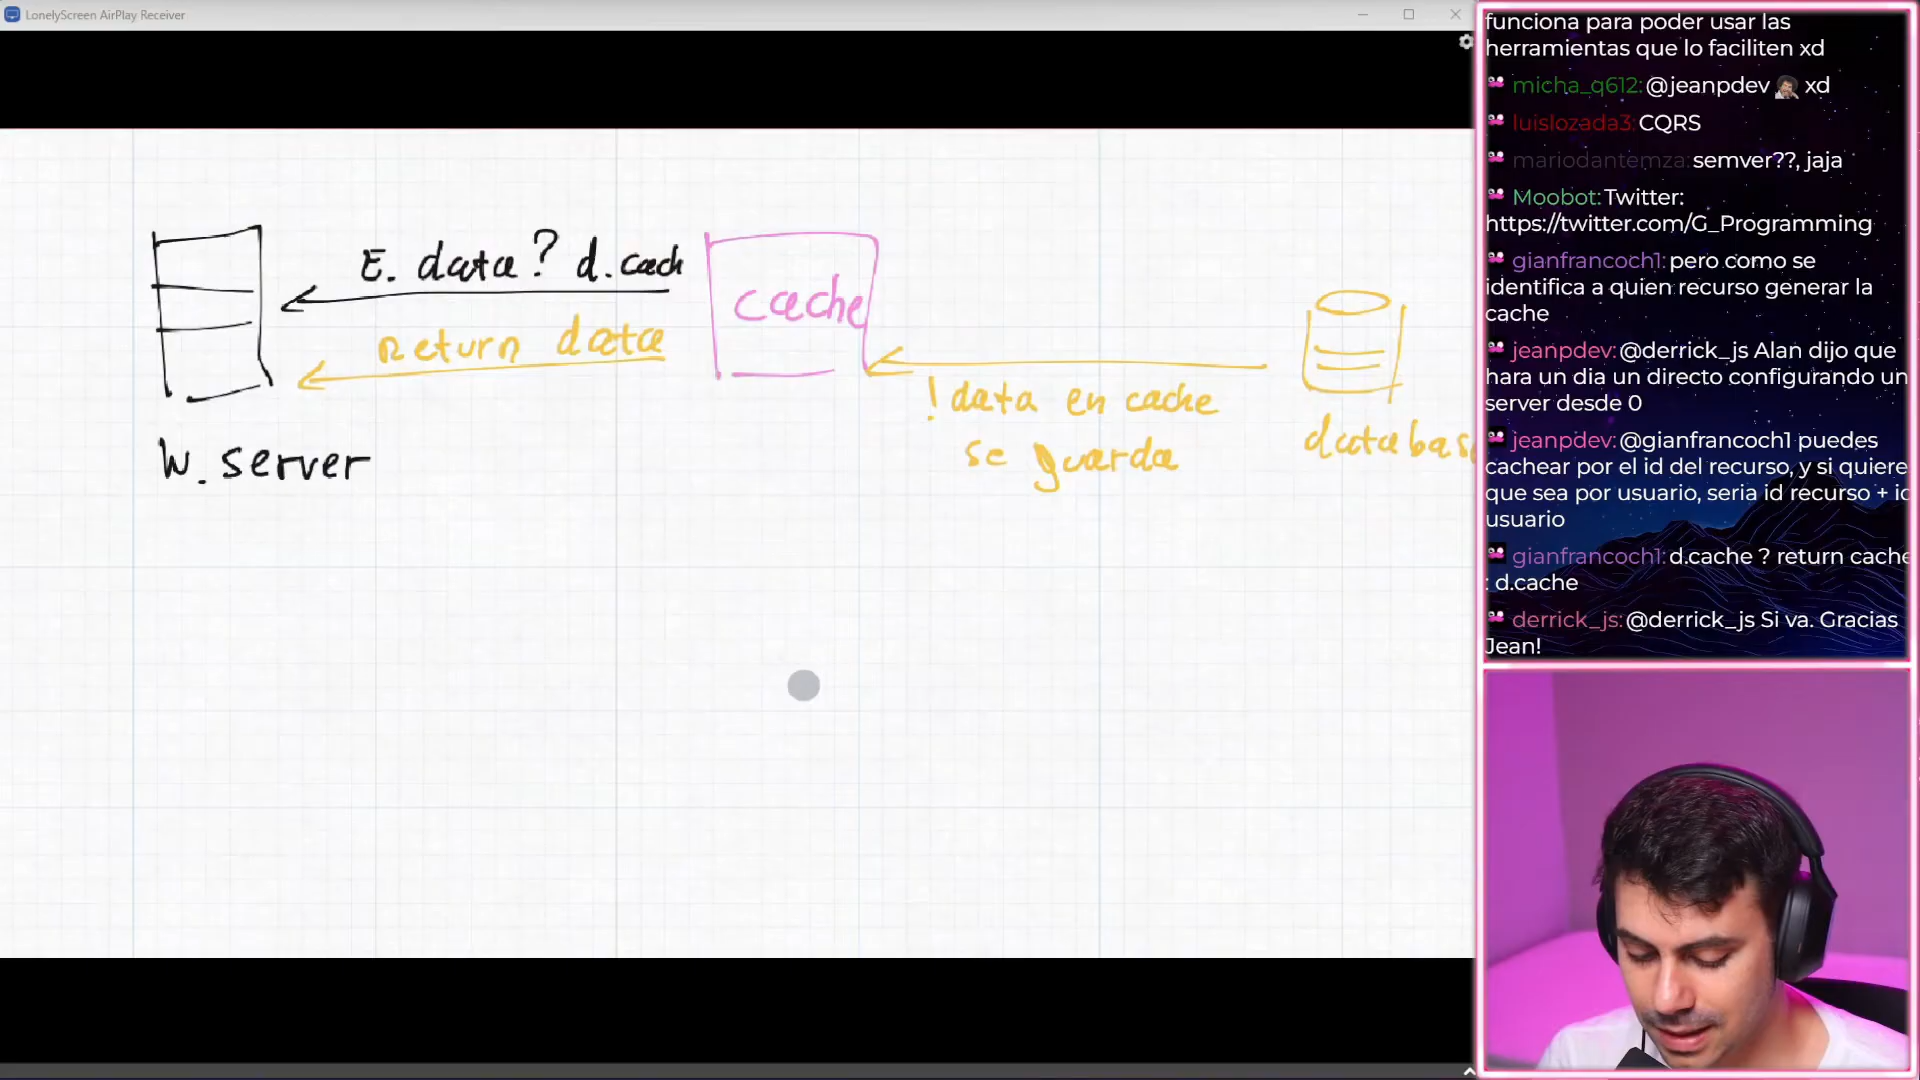 LonelyScreen AirPlay Receiver
E. data ? d. cach
cache
return data
! data en cache
se guarda
database
W. server
funciona para poder usar las
herramientas que lo faciliten xd
micha_q612: @jeanpdev xd
luislozada3: CQRS
mariodantemza: semver??, jaja
Moobot: Twitter:
https://twitter.com/G_Programming
gianfrancoch1: pero como se
identifica a quien recurso generar la
cache
jeanpdev: @derrick_js Alan dijo que
hara un dia un directo configurando un
server desde 0
jeanpdev: @gianfrancoch1 puedes
cachear por el id del recurso, y si quiere
que sea por usuario, seria id recurso + id
usuario
gianfrancoch1: d.cache ? return cache
: d.cache
derrick_js: @derrick_js Si va. Gracias
Jean!